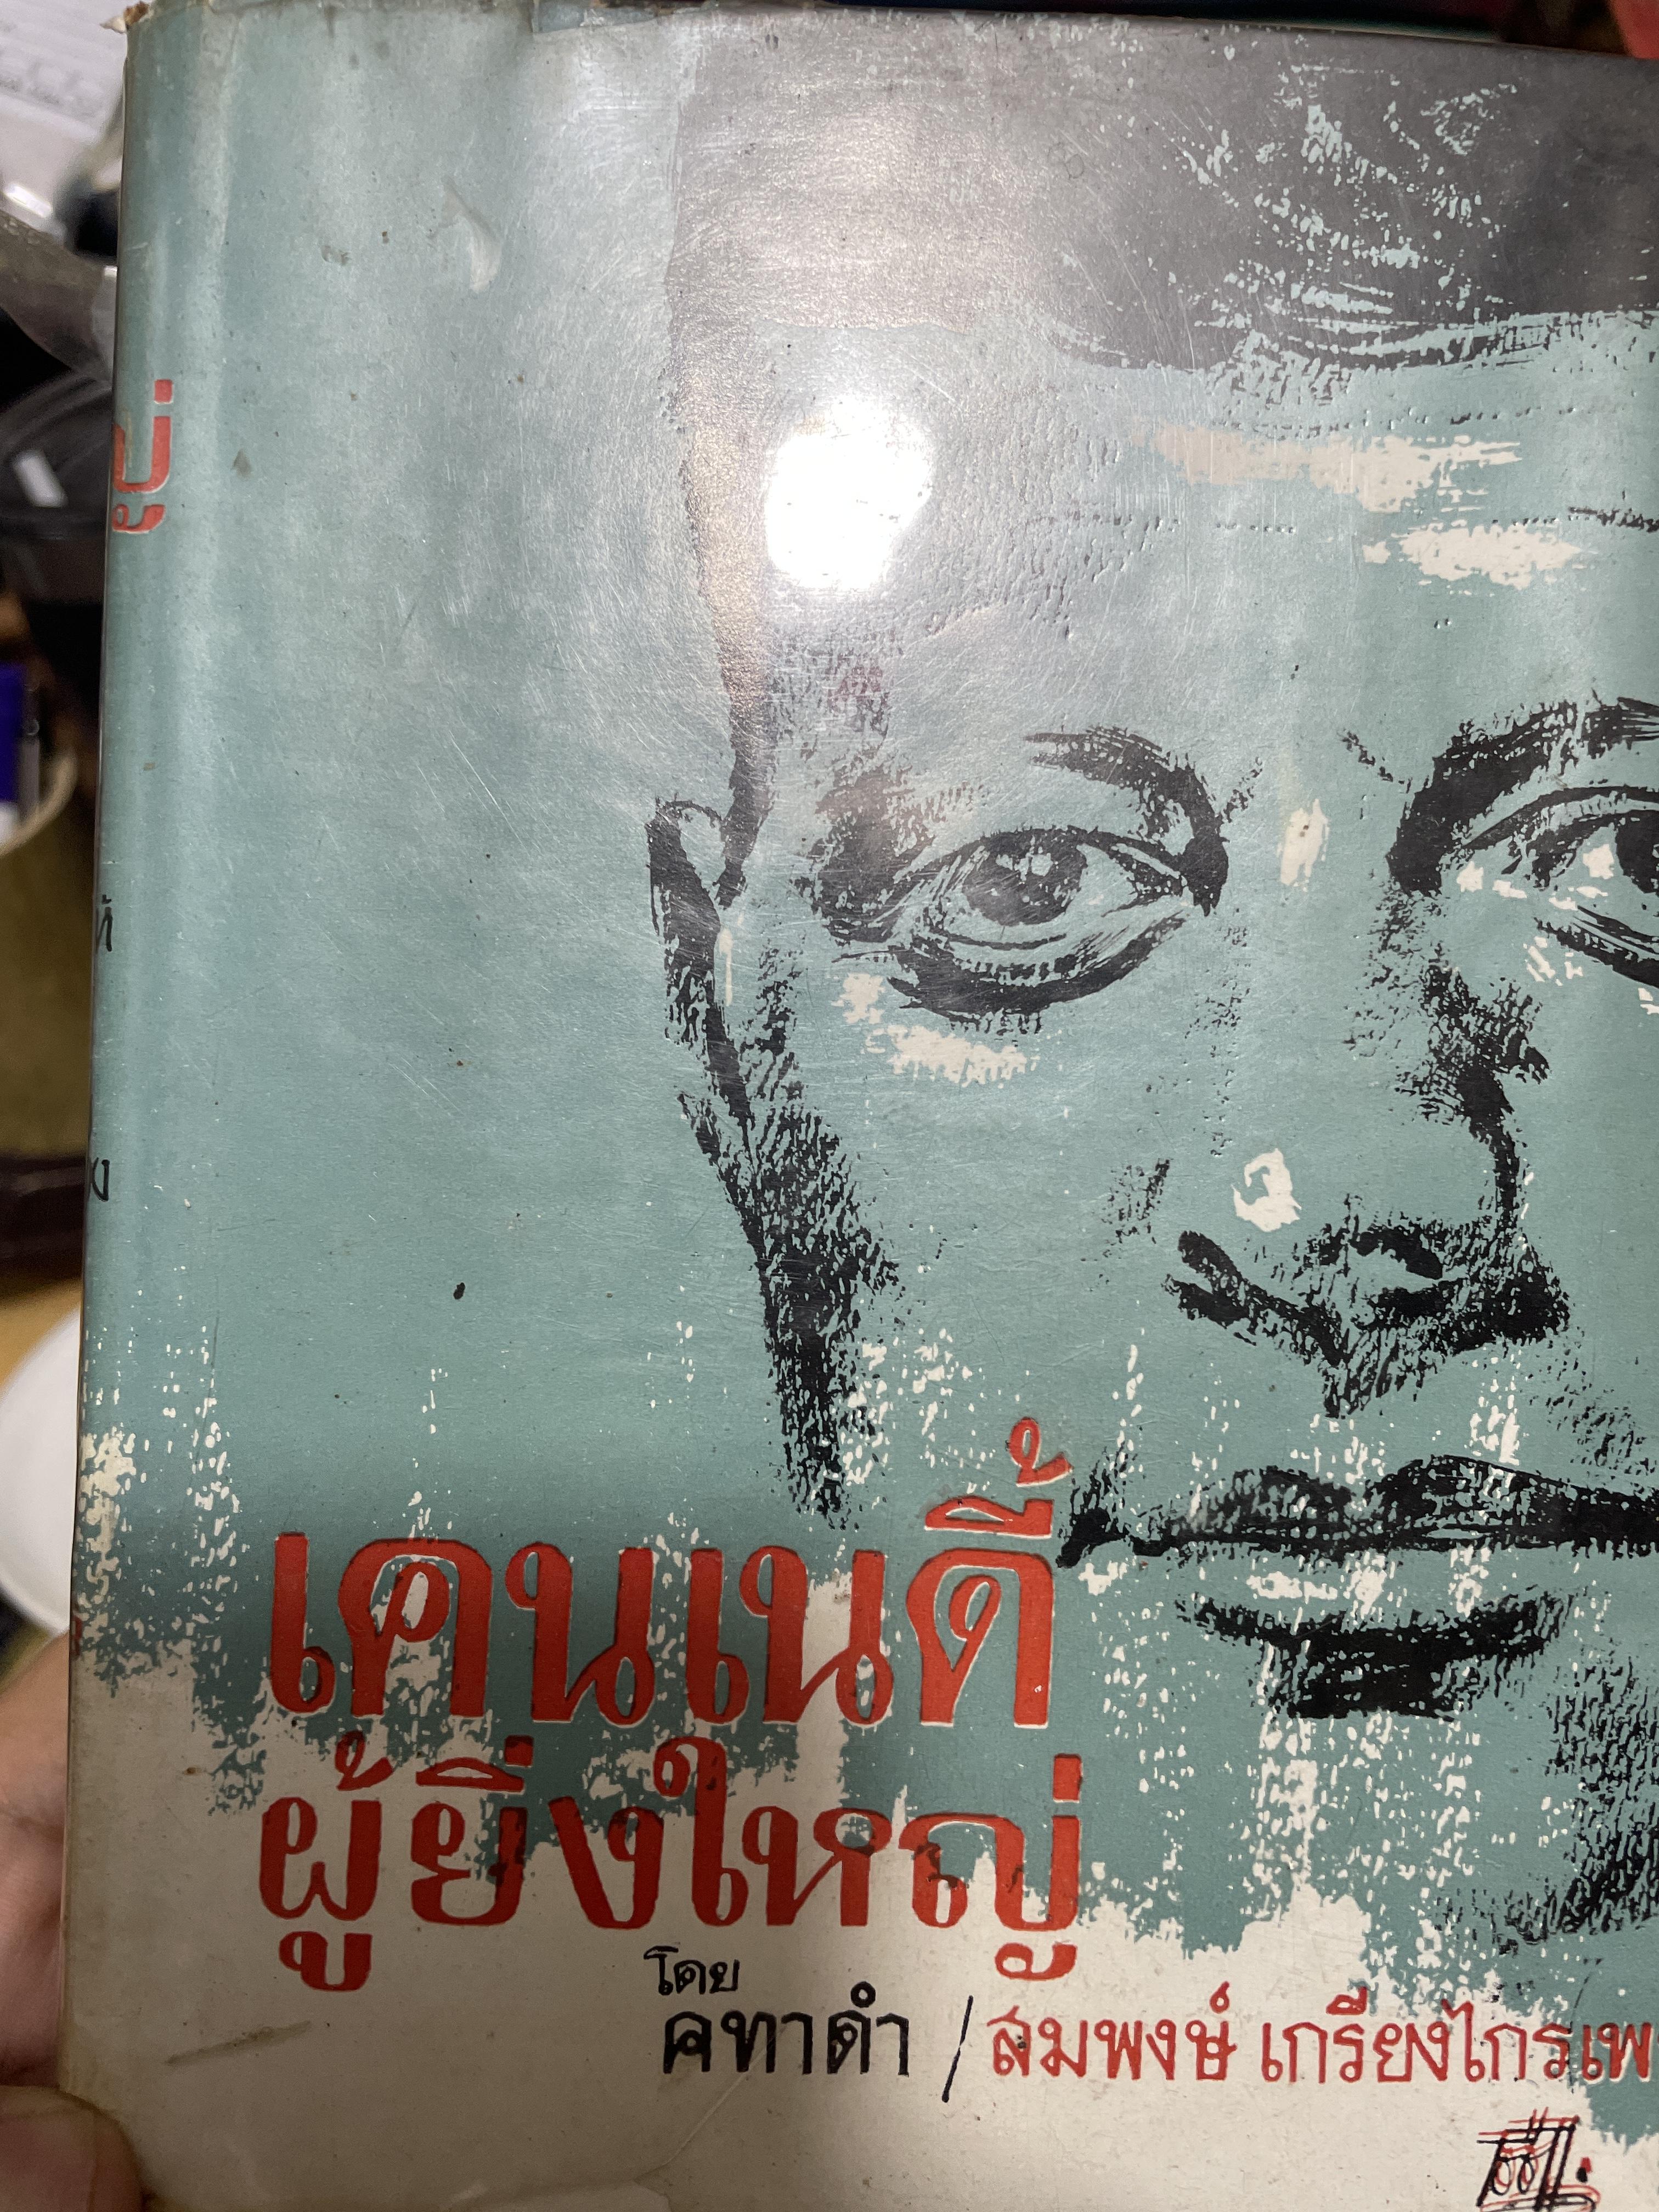 เคนเนดี้
ผู้ยิ่งใหญ่
โดย
คทาดำ / สมพงษ์ เกรียงไกรเพ